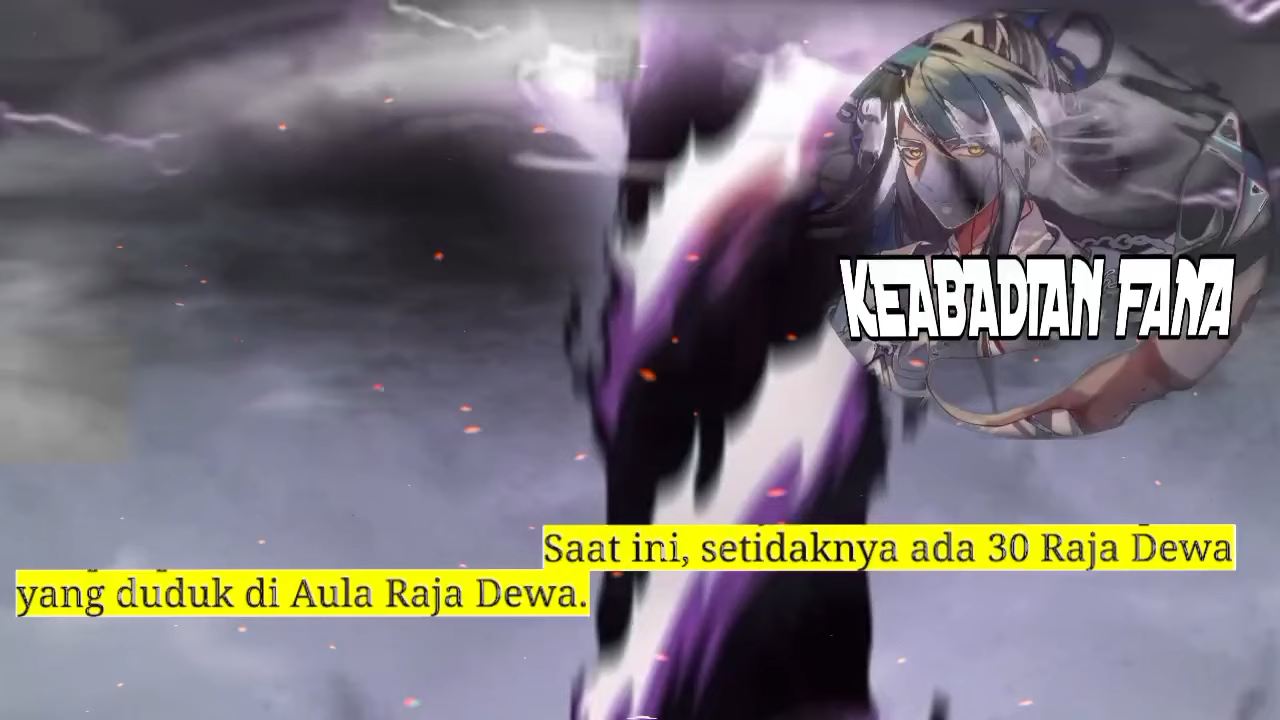 KEABADIAN FANA
Saat ini, setidaknya ada 30 Raja Dewa
yang duduk di Aula Raja Dewa.